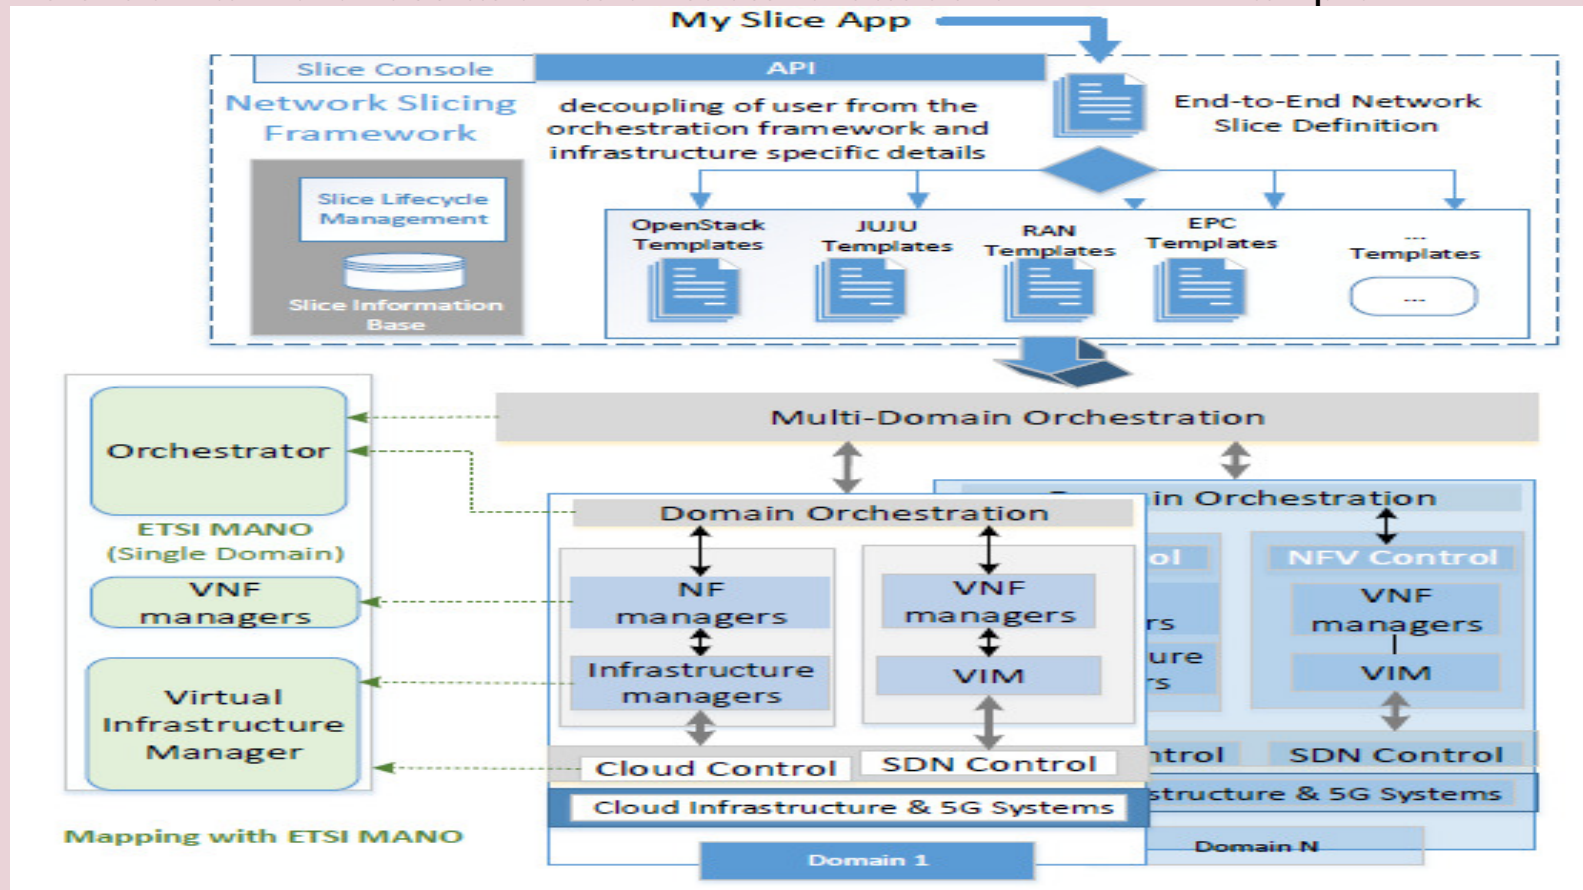 My Slice App
Slice Console
API
Network Slicing
Framework
decoupling of user from the
orchestration framework and
infrastructure specific details
End-to-End Network
Slice Definition
Slice Lifecycle
Management
Slice Information
Base
OpenStack
Templates
JUJU
Templates
RAN
Templates
EPC
Templates
...
Templates
...
Multi-Domain Orchestration
Orchestrator
ETSI MANO
(Single Domain)
VNF
managers
Virtual
Infrastructure
Manager
Mapping with ETSI MANO
Domain Orchestration
NF
managers
Infrastructure
managers
VNF
managers
VIM
Cloud Control
SDN Control
Cloud Infrastructure & 5G Systems
Domain 1
in Orchestration
ol
NFV Control
rs
VNF
managers
ure
rs
VIM
ntrol
SDN Control
structure & 5G Systems
Domain N